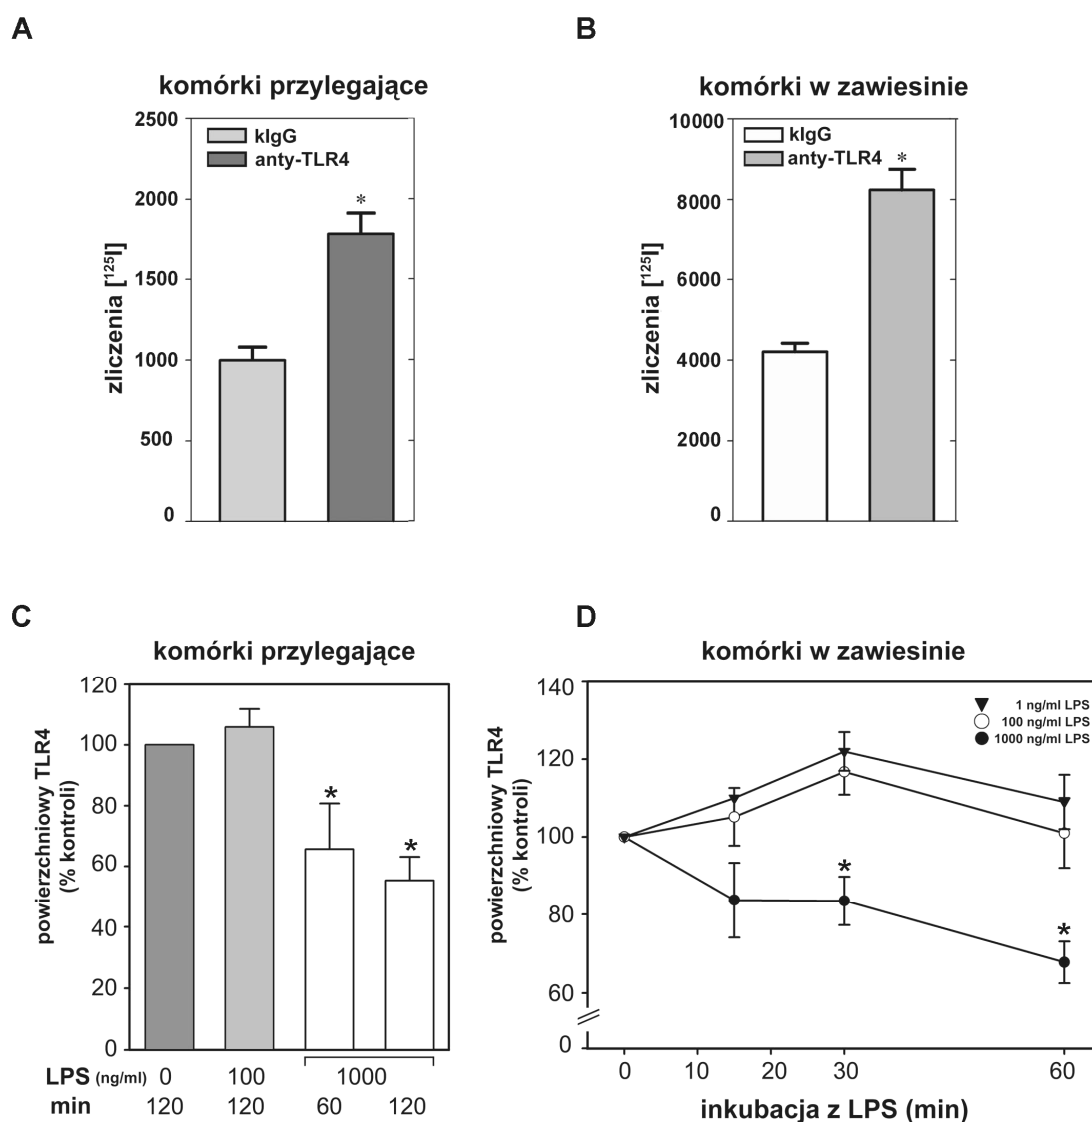 A
komórki przylegające
2500
2000
1500
1000
500
0
zliczenia [¹²⁵I]
kIgG
anty-TLR4
*
B
komórki w zawiesinie
10000
8000
6000
4000
2000
0
zliczenia [¹²⁵I]
kIgG
anty-TLR4
*
C
komórki przylegające
120
100
80
60
40
20
0
powierzchniowy TLR4
(% kontroli)
*
*
LPS (ng/ml) 0 100 1000
min 120 120 60 120
D
komórki w zawiesinie
140
120
100
80
60
0
powierzchniowy TLR4
(% kontroli)
1 ng/ml LPS
100 ng/ml LPS
1000 ng/ml LPS
*
*
0 10 20 30 60
inkubacja z LPS (min)